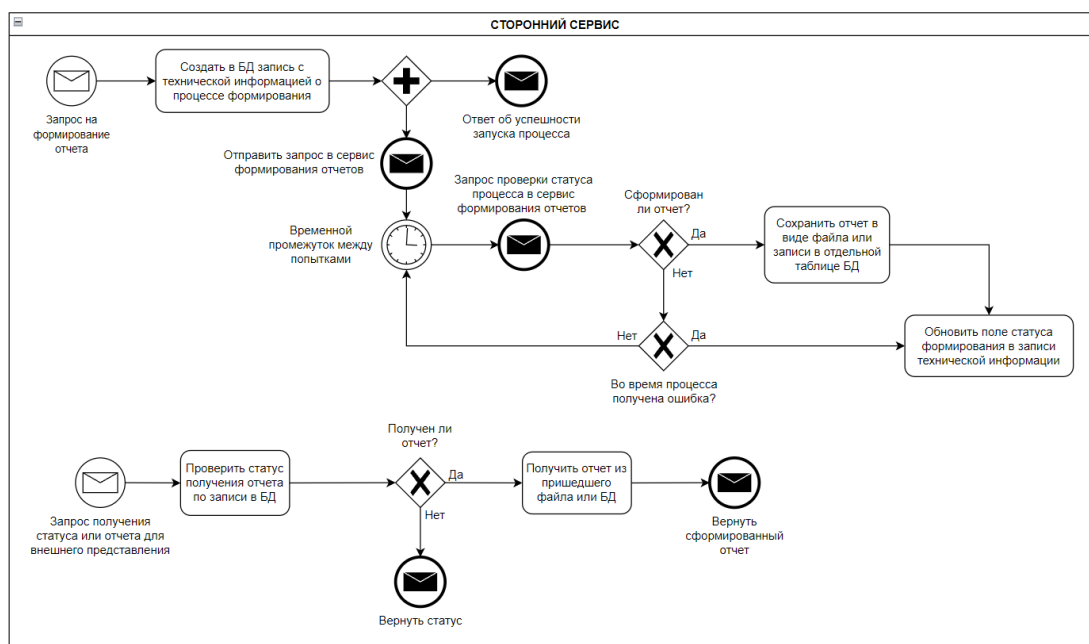 СТОРОННИЙ СЕРВИС
Запрос на
формирование
отчета
Создать в БД запись с
технической информацией о
процессе формирования
Ответ об успешности
запуска процесса
Отправить запрос в сервис
формирования отчетов
Временной
промежуток между
попытками
Запрос проверки статуса
процесса в сервис
формирования отчетов
Сформирован
ли отчет?
Да
Нет
Сохранить отчет в
виде файла или
записи в отдельной
таблице БД
Нет
Да
Во время процесса
получена ошибка?
Обновить поле статуса
формирования в записи
технической информации
Запрос получения
статуса или отчета для
внешнего представления
Проверить статус
получения отчета
по записи в БД
Получен ли
отчет?
Да
Нет
Получить отчет из
пришедшего
файла или БД
Вернуть
сформированный
отчет
Вернуть статус